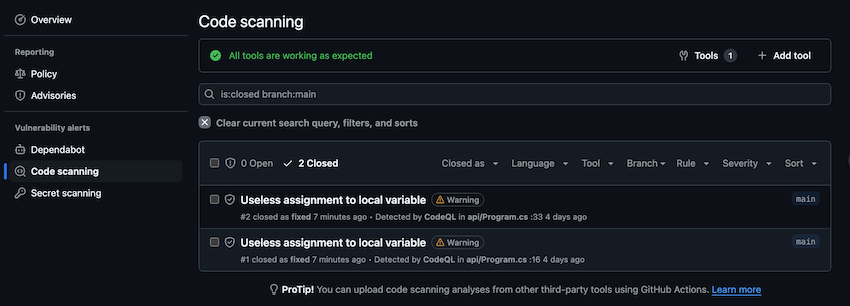 Overview
Reporting
Policy
Advisories
Vulnerability alerts
Dependabot
Code scanning
Secret scanning
Code scanning
All tools are working as expected
Tools 1 Add tool
is:closed branch:main
Clear current search query, filters, and sorts
0 Open 2 Closed Closed as Language Tool Branch Rule Severity Sort
Useless assignment to local variable Warning main
#2 closed as fixed 7 minutes ago • Detected by CodeQL in api/Program.cs :33 4 days ago
Useless assignment to local variable Warning main
#1 closed as fixed 7 minutes ago • Detected by CodeQL in api/Program.cs :16 4 days ago
ProTip! You can upload code scanning analyses from other third-party tools using GitHub Actions. Learn more